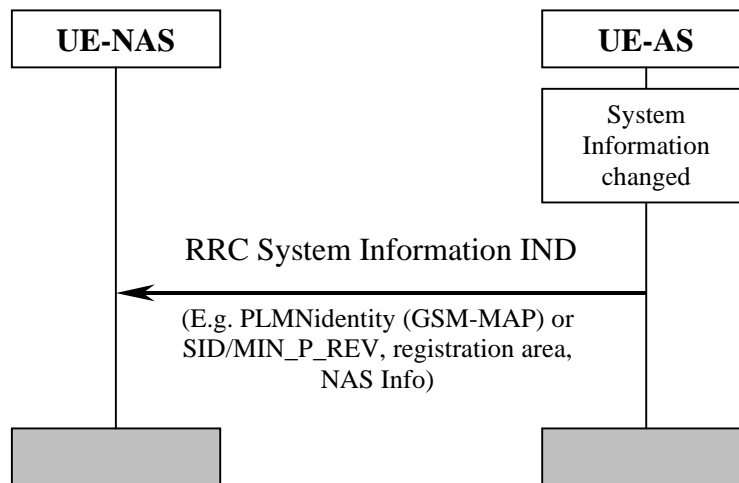 UE-NAS
UE-AS
System
Information
changed
RRC System Information IND
(E.g. PLMNidentity (GSM-MAP) or
SID/MIN_P_REV, registration area,
NAS Info)